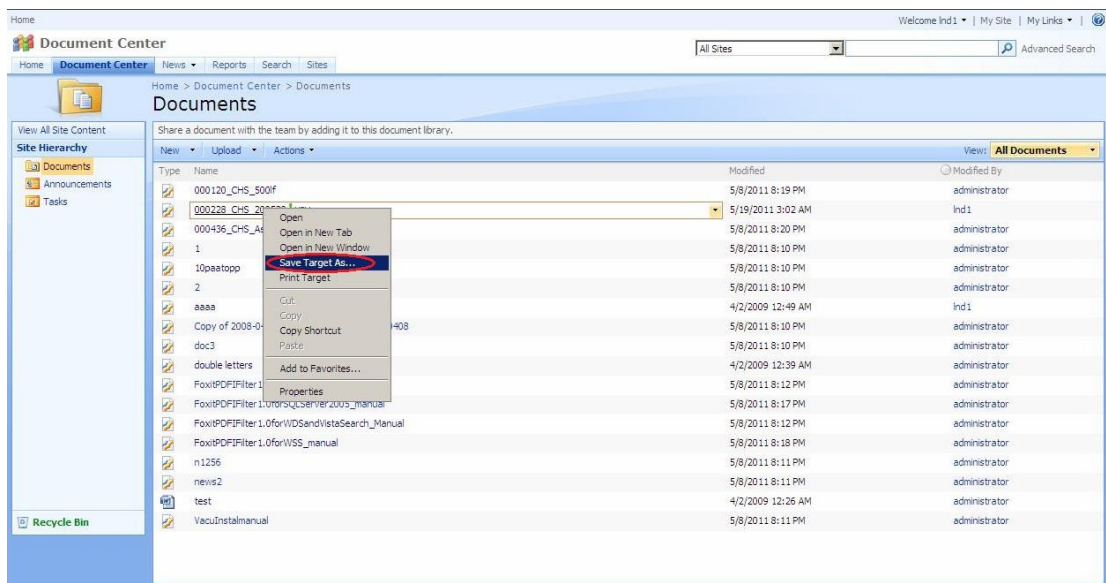 Home Welcome lnd1 | My Site | My Links |
Document Center All Sites Advanced Search
Home Document Center News Reports Search Sites
Home > Document Center > Documents
Documents
View All Site Content Share a document with the team by adding it to this document library.
Site Hierarchy New Upload Actions View: All Documents
Documents Type Name Modified Modified By
Announcements
Tasks
000120_CHS_500lf 5/8/2011 8:19 PM administrator
000228_CHS 5/19/2011 3:02 AM lnd1
000436_CHS_As 5/8/2011 8:20 PM administrator
1 5/8/2011 8:10 PM administrator
10paatopp 5/8/2011 8:10 PM administrator
2 5/8/2011 8:10 PM administrator
aaaa 4/2/2009 12:49 AM lnd1
Copy of 2008-0 408 5/8/2011 8:10 PM administrator
doc3 5/8/2011 8:10 PM administrator
double letters 4/2/2009 12:39 AM administrator
FoxitPDFIFilter1 5/8/2011 8:12 PM administrator
FoxitPDFIFilter1.0forSQLServer2005_manual 5/8/2011 8:17 PM administrator
FoxitPDFIFilter1.0forWDSandVistaSearch_Manual 5/8/2011 8:12 PM administrator
FoxitPDFIFilter1.0forWSS_manual 5/8/2011 8:18 PM administrator
n1256 5/8/2011 8:11 PM administrator
news2 5/8/2011 8:11 PM administrator
test 4/2/2009 12:26 AM administrator
VacuInstalmanual 5/8/2011 8:11 PM administrator
Open
Open in New Tab
Open in New Window
Save Target As...
Print Target
Cut
Copy
Copy Shortcut
Paste
Add to Favorites...
Properties
Recycle Bin